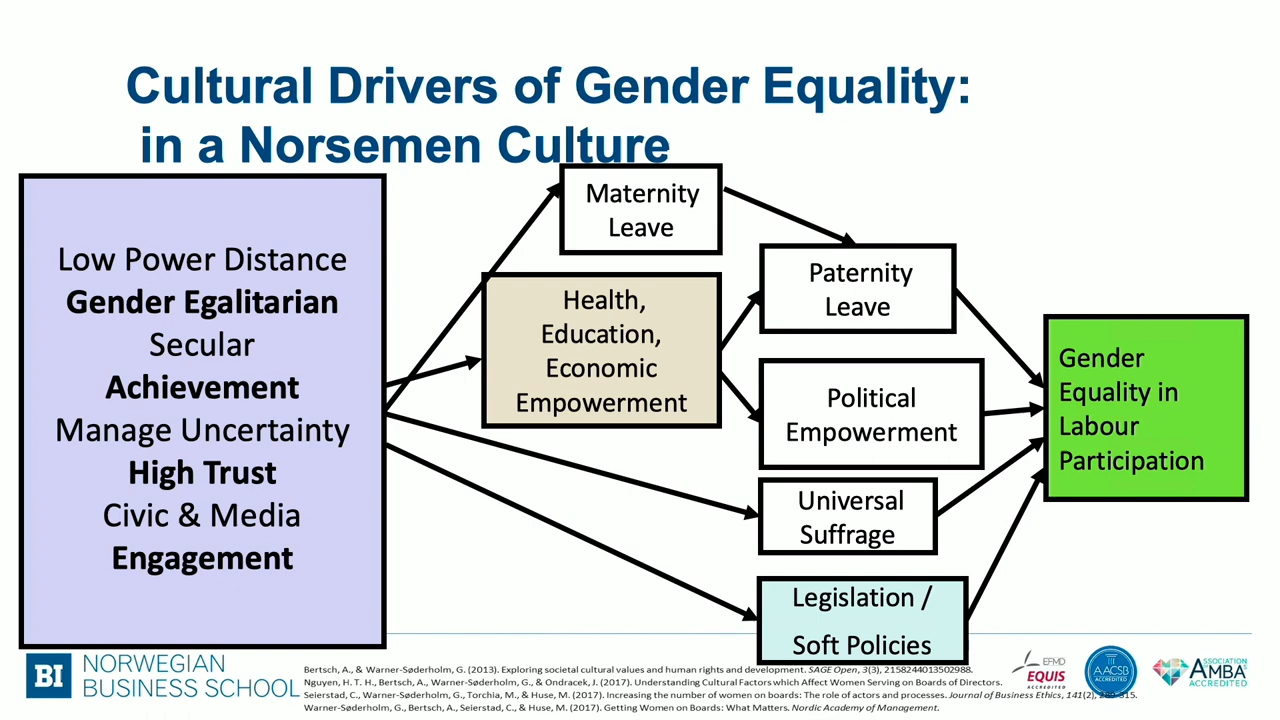 Cultural Drivers of Gender Equality:
in a Norsemen Culture
Low Power Distance
Gender Egalitarian
Secular
Achievement
Manage Uncertainty
High Trust
Civic & Media
Engagement
Maternity
Leave
Health,
Education,
Economic
Empowerment
Paternity
Leave
Political
Empowerment
Universal
Suffrage
Legislation /
Soft Policies
Gender
Equality in
Labour
Participation
BI
NORWEGIAN
BUSINESS SCHOOL
Bertsch, A., & Warner-Søderholm, G. (2013). Exploring societal cultural values and human rights and development. SAGE Open, 3(3), 2158244013502988.
Nguyen, H. T. H., Bertsch, A., Warner-Søderholm, G., & Ondracek, J. (2017). Understanding Cultural Factors which Affect Women Serving on Boards of Directors.
Seierstad, C., Warner-Søderholm, G., Torchia, M., & Huse, M. (2017). Increasing the number of women on boards: The role of actors and processes. Journal of Business Ethics, 141(2), 289-315.
Warner-Søderholm, G., Bertsch, A., Seierstad, C., & Huse, M. (2017). Getting Women on Boards: What Matters. Nordic Academy of Management.
EFMD
EQUIS
ACCREDITED
AACSB
ACCREDITED
ASSOCIATION
AMBA
ACCREDITED